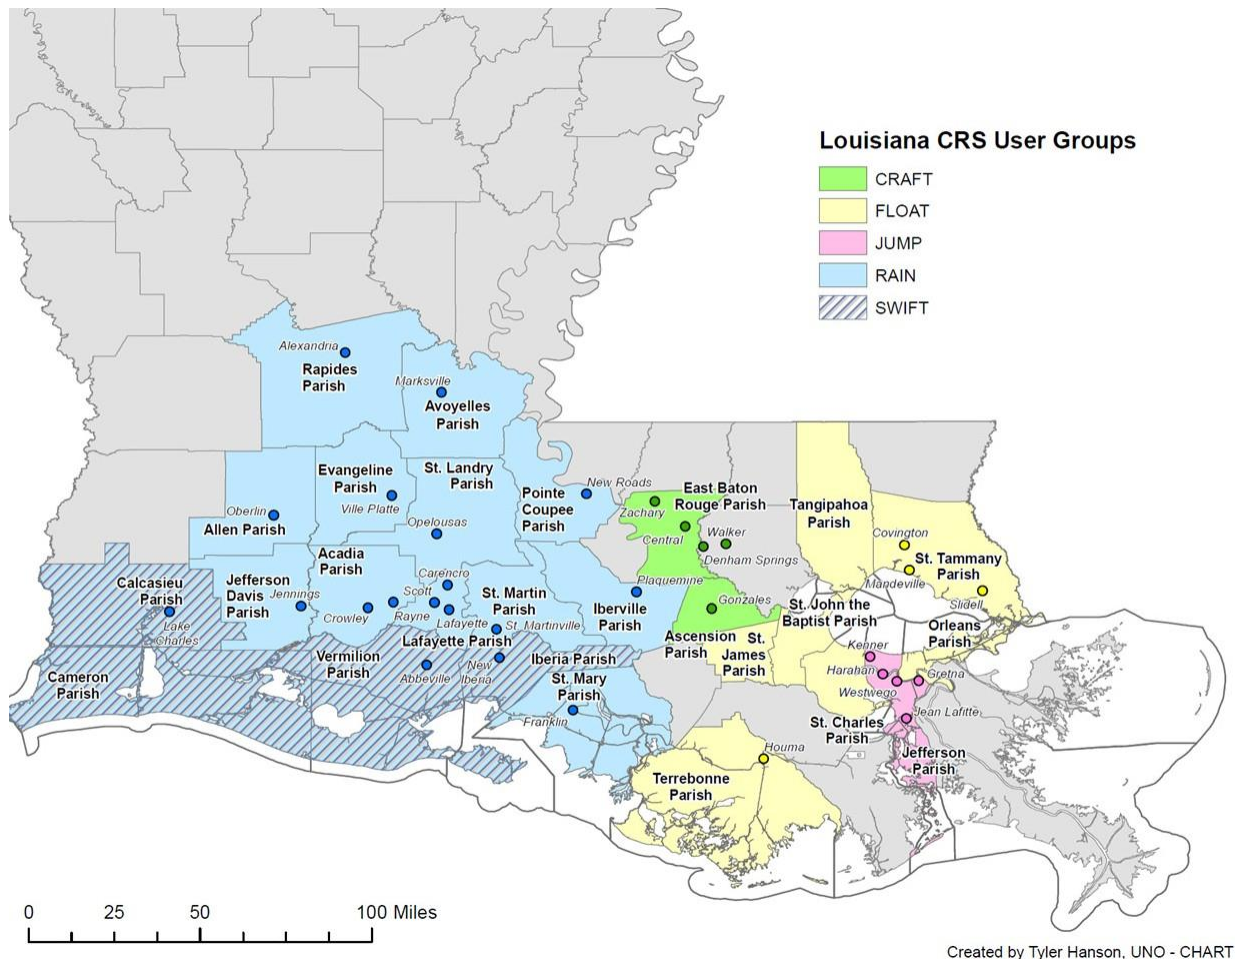 Louisiana CRS User Groups
CRAFT
FLOAT
JUMP
RAIN
SWIFT
Alexandria
Rapides
Parish
Marksville
Avoyelles
Parish
Evangeline
Parish
Ville Platte
St. Landry
Parish
Opelousas
Pointe
Coupee
Parish
New Roads
Oberlin
Allen Parish
East Baton
Rouge Parish
Zachary
Central
Walker
Denham Springs
Tangipahoa
Parish
Covington
St. Tammany
Parish
Mandeville
Slidell
Calcasieu
Parish
Lake
Charles
Jefferson
Davis
Parish
Jennings
Acadia
Parish
Crowley
Rayne
Scott
Carencro
Lafayette
Lafayette Parish
St. Martin
Parish
St. Martinville
Plaquemine
Iberville
Parish
Gonzales
Ascension
Parish
St.
James
Parish
St. John the
Baptist Parish
Orleans
Parish
Kenner
Harahan
Westwego
Gretna
Jean Lafitte
Cameron
Parish
Vermilion
Parish
Abbeville
New
Iberia
Iberia Parish
St. Mary
Parish
Franklin
St. Charles
Parish
Jefferson
Parish
Houma
Terrebonne
Parish
0 25 50 100 Miles
Created by Tyler Hanson, UNO - CHART